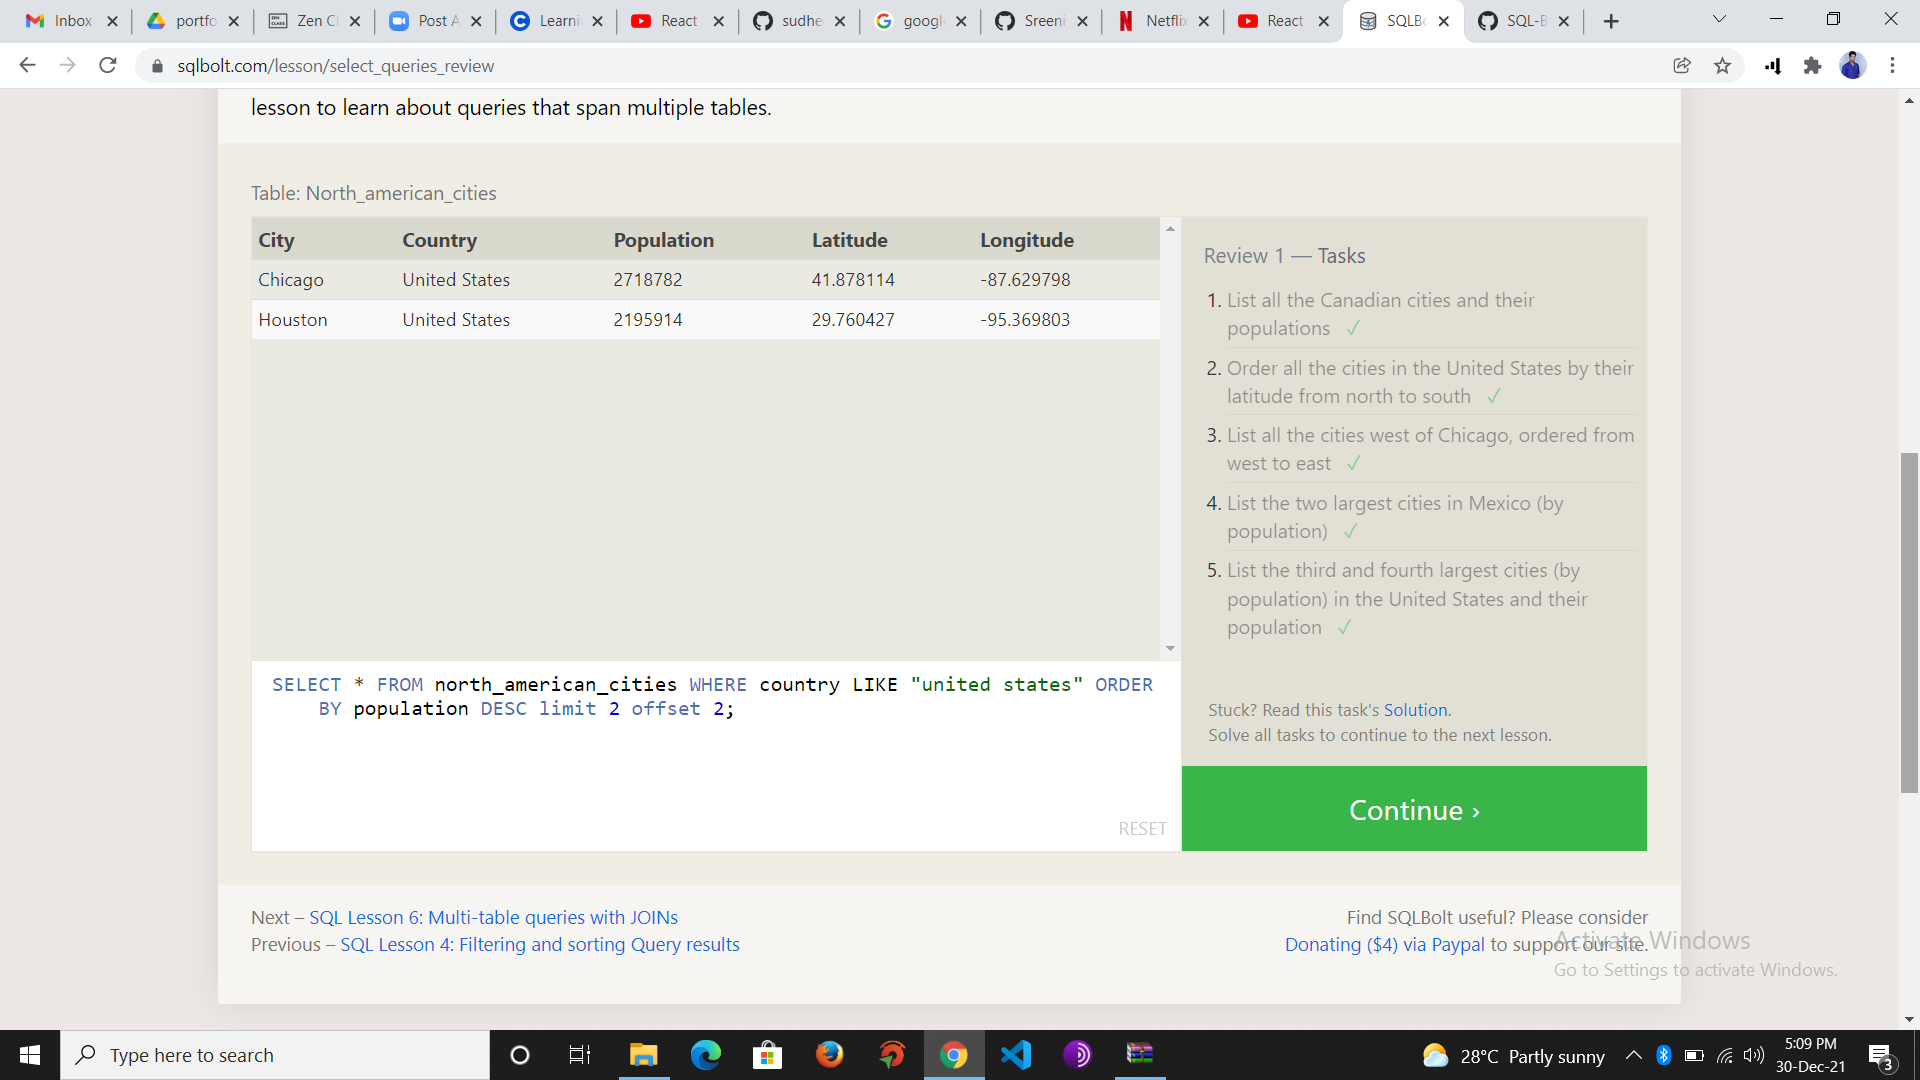 Inbox
portfo
Zen Cl
Post A
Learni
React
sudhe
google
Sreeni
Netflix
React
SQLBo
SQL-B
sqlbolt.com/lesson/select_queries_review
lesson to learn about queries that span multiple tables.
Table: North_american_cities
City Country Population Latitude Longitude
Chicago United States 2718782 41.878114 -87.629798
Houston United States 2195914 29.760427 -95.369803
SELECT * FROM north_american_cities WHERE country LIKE "united states" ORDER
BY population DESC limit 2 offset 2;
RESET
Review 1 — Tasks
1. List all the Canadian cities and their
populations ✓
2. Order all the cities in the United States by their
latitude from north to south ✓
3. List all the cities west of Chicago, ordered from
west to east ✓
4. List the two largest cities in Mexico (by
population) ✓
5. List the third and fourth largest cities (by
population) in the United States and their
population ✓
Stuck? Read this task's Solution.
Solve all tasks to continue to the next lesson.
Continue ›
Next – SQL Lesson 6: Multi-table queries with JOINs
Previous – SQL Lesson 4: Filtering and sorting Query results
Find SQLBolt useful? Please consider
Donating ($4) via Paypal to support our site.
Activate Windows
Go to Settings to activate Windows.
Type here to search
28°C Partly sunny
5:09 PM
30-Dec-21
3